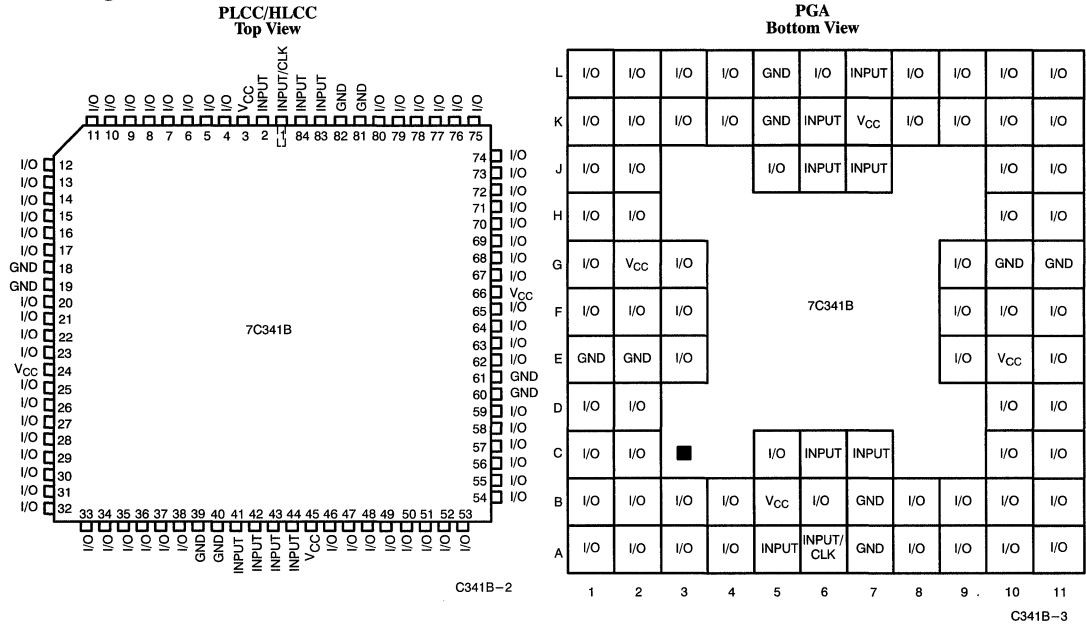 PLCC/HLCC
Top View
I/O I/O I/O I/O I/O I/O I/O I/O VCC INPUT INPUT/CLK INPUT INPUT GND GND I/O I/O I/O I/O I/O I/O
11 10 9 8 7 6 5 4 3 2 1 84 83 82 81 80 79 78 77 76 75
I/O 12
I/O 13
I/O 14
I/O 15
I/O 16
I/O 17
GND 18
GND 19
I/O 20
I/O 21
I/O 22
I/O 23
VCC 24
I/O 25
I/O 26
I/O 27
I/O 28
I/O 29
I/O 30
I/O 31
I/O 32
7C341B
74 I/O
73 I/O
72 I/O
71 I/O
70 I/O
69 I/O
68 I/O
67 I/O
66 VCC
65 I/O
64 I/O
63 I/O
62 I/O
61 GND
60 GND
59 I/O
58 I/O
57 I/O
56 I/O
55 I/O
54 I/O
33 34 35 36 37 38 39 40 41 42 43 44 45 46 47 48 49 50 51 52 53
I/O I/O I/O I/O I/O I/O GND GND INPUT INPUT INPUT INPUT VCC I/O I/O I/O I/O I/O I/O I/O I/O
C341B-2
PGA
Bottom View
L I/O I/O I/O I/O GND I/O INPUT I/O I/O I/O I/O
K I/O I/O I/O I/O GND INPUT VCC I/O I/O I/O I/O
J I/O I/O I/O INPUT INPUT I/O I/O
H I/O I/O I/O I/O
G I/O VCC I/O I/O GND GND
F I/O I/O I/O 7C341B I/O I/O I/O
E GND GND I/O I/O VCC I/O
D I/O I/O I/O I/O
C I/O I/O I/O INPUT INPUT I/O I/O
B I/O I/O I/O I/O VCC I/O GND I/O I/O I/O I/O
A I/O I/O I/O I/O INPUT INPUT/CLK GND I/O I/O I/O I/O
1 2 3 4 5 6 7 8 9 10 11
C341B-3